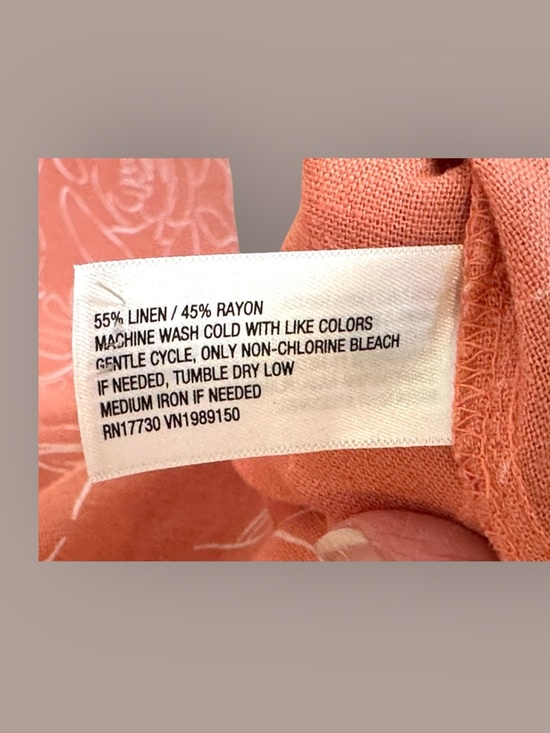 55% LINEN / 45% RAYON
MACHINE WASH COLD WITH LIKE COLORS
GENTLE CYCLE, ONLY NON-CHLORINE BLEACH
IF NEEDED, TUMBLE DRY LOW
MEDIUM IRON IF NEEDED
RN17730 VN1989150